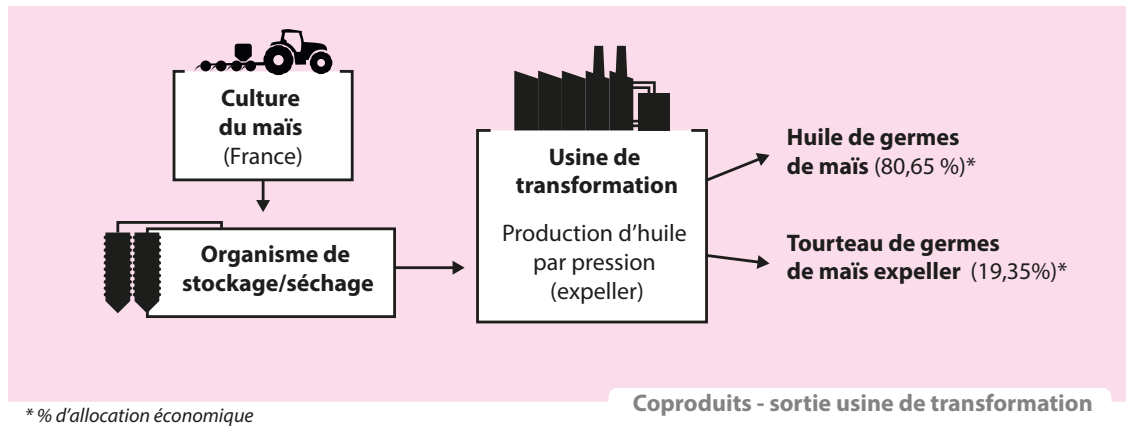 Culture
du maïs
(France)
Organisme de
stockage/séchage
Usine de
transformation
Production d’huile
par pression
(expeller)
Huile de germes
de maïs (80,65 %)*
Tourteau de germes
de maïs expeller (19,35%)*
Coproduits - sortie usine de transformation
* % d’allocation économique